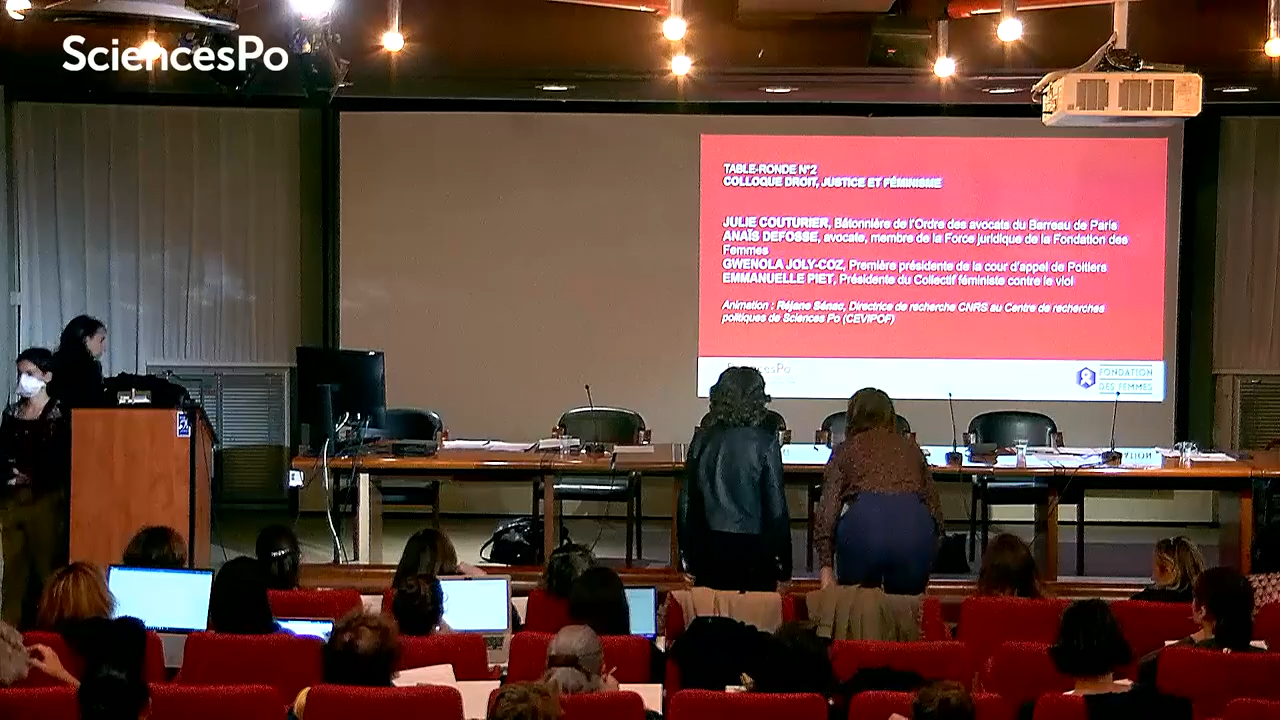 SciencesPo
TABLE-RONDE N°2
COLLOQUE DROIT, JUSTICE ET FÉMINISME
JULIE COUTURIER, Bâtonnière de l'Ordre des avocats du Barreau de Paris
ANAÏS DEFOSSE, avocate, membre de la Force juridique de la Fondation des
Femmes
GWENOLA JOLY-COZ, Première présidente de la cour d'appel de Poitiers
EMMANUELLE PIET, Présidente du Collectif féministe contre le viol
Animation : Réjane Sénac, Directrice de recherche CNRS au Centre de recherches
politiques de Sciences Po (CEVIPOF)
SciencesPo
FONDATION
DES FEMMES